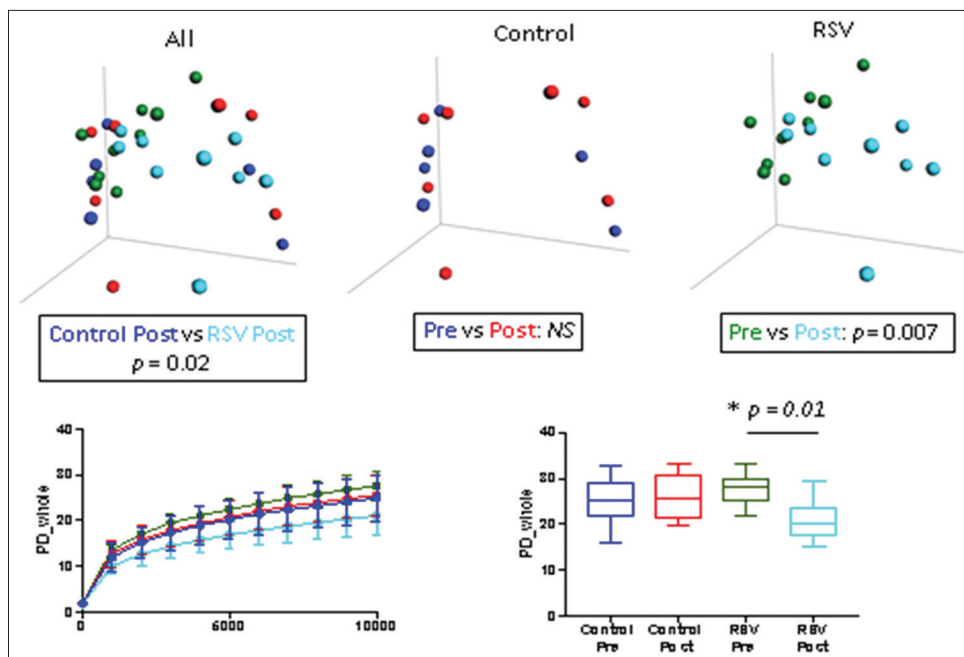 All
Control
RSV
Control Post vs RSV Post
p = 0.02
Pre vs Post: NS
Pre vs Post: p = 0.007
PD_whole
40
30
20
10
0
0
6000
10000
* p = 0.01
PD_whole
40
30
20
10
0
Control Pre
Control Post
RSV Pre
RSV Post